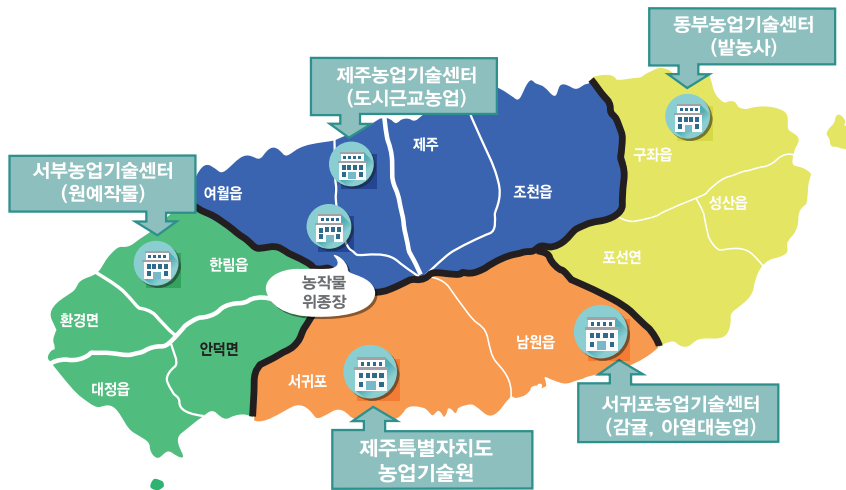 동부농업기술센터
(밭농사)
제주농업기술센터
(도시근교농업)
서부농업기술센터
(원예작물)
구좌읍
제주
여월읍
조천읍
성산읍
한림읍
포선연
농작물
위종장
환경면
안덕면
남원읍
대정읍
서귀포
서귀포농업기술센터
(감귤, 아열대농업)
제주특별자치도
농업기술원